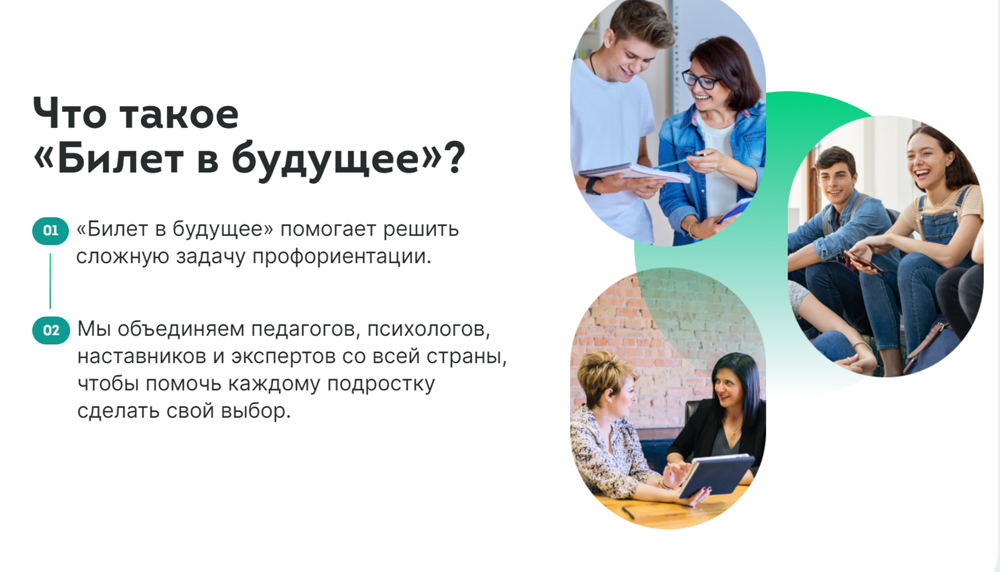 Что такое
«Билет в будущее»?
01
«Билет в будущее» помогает решить
сложную задачу профориентации.
02
Мы объединяем педагогов, психологов,
наставников и экспертов со всей страны,
чтобы помочь каждому подростку
сделать свой выбор.